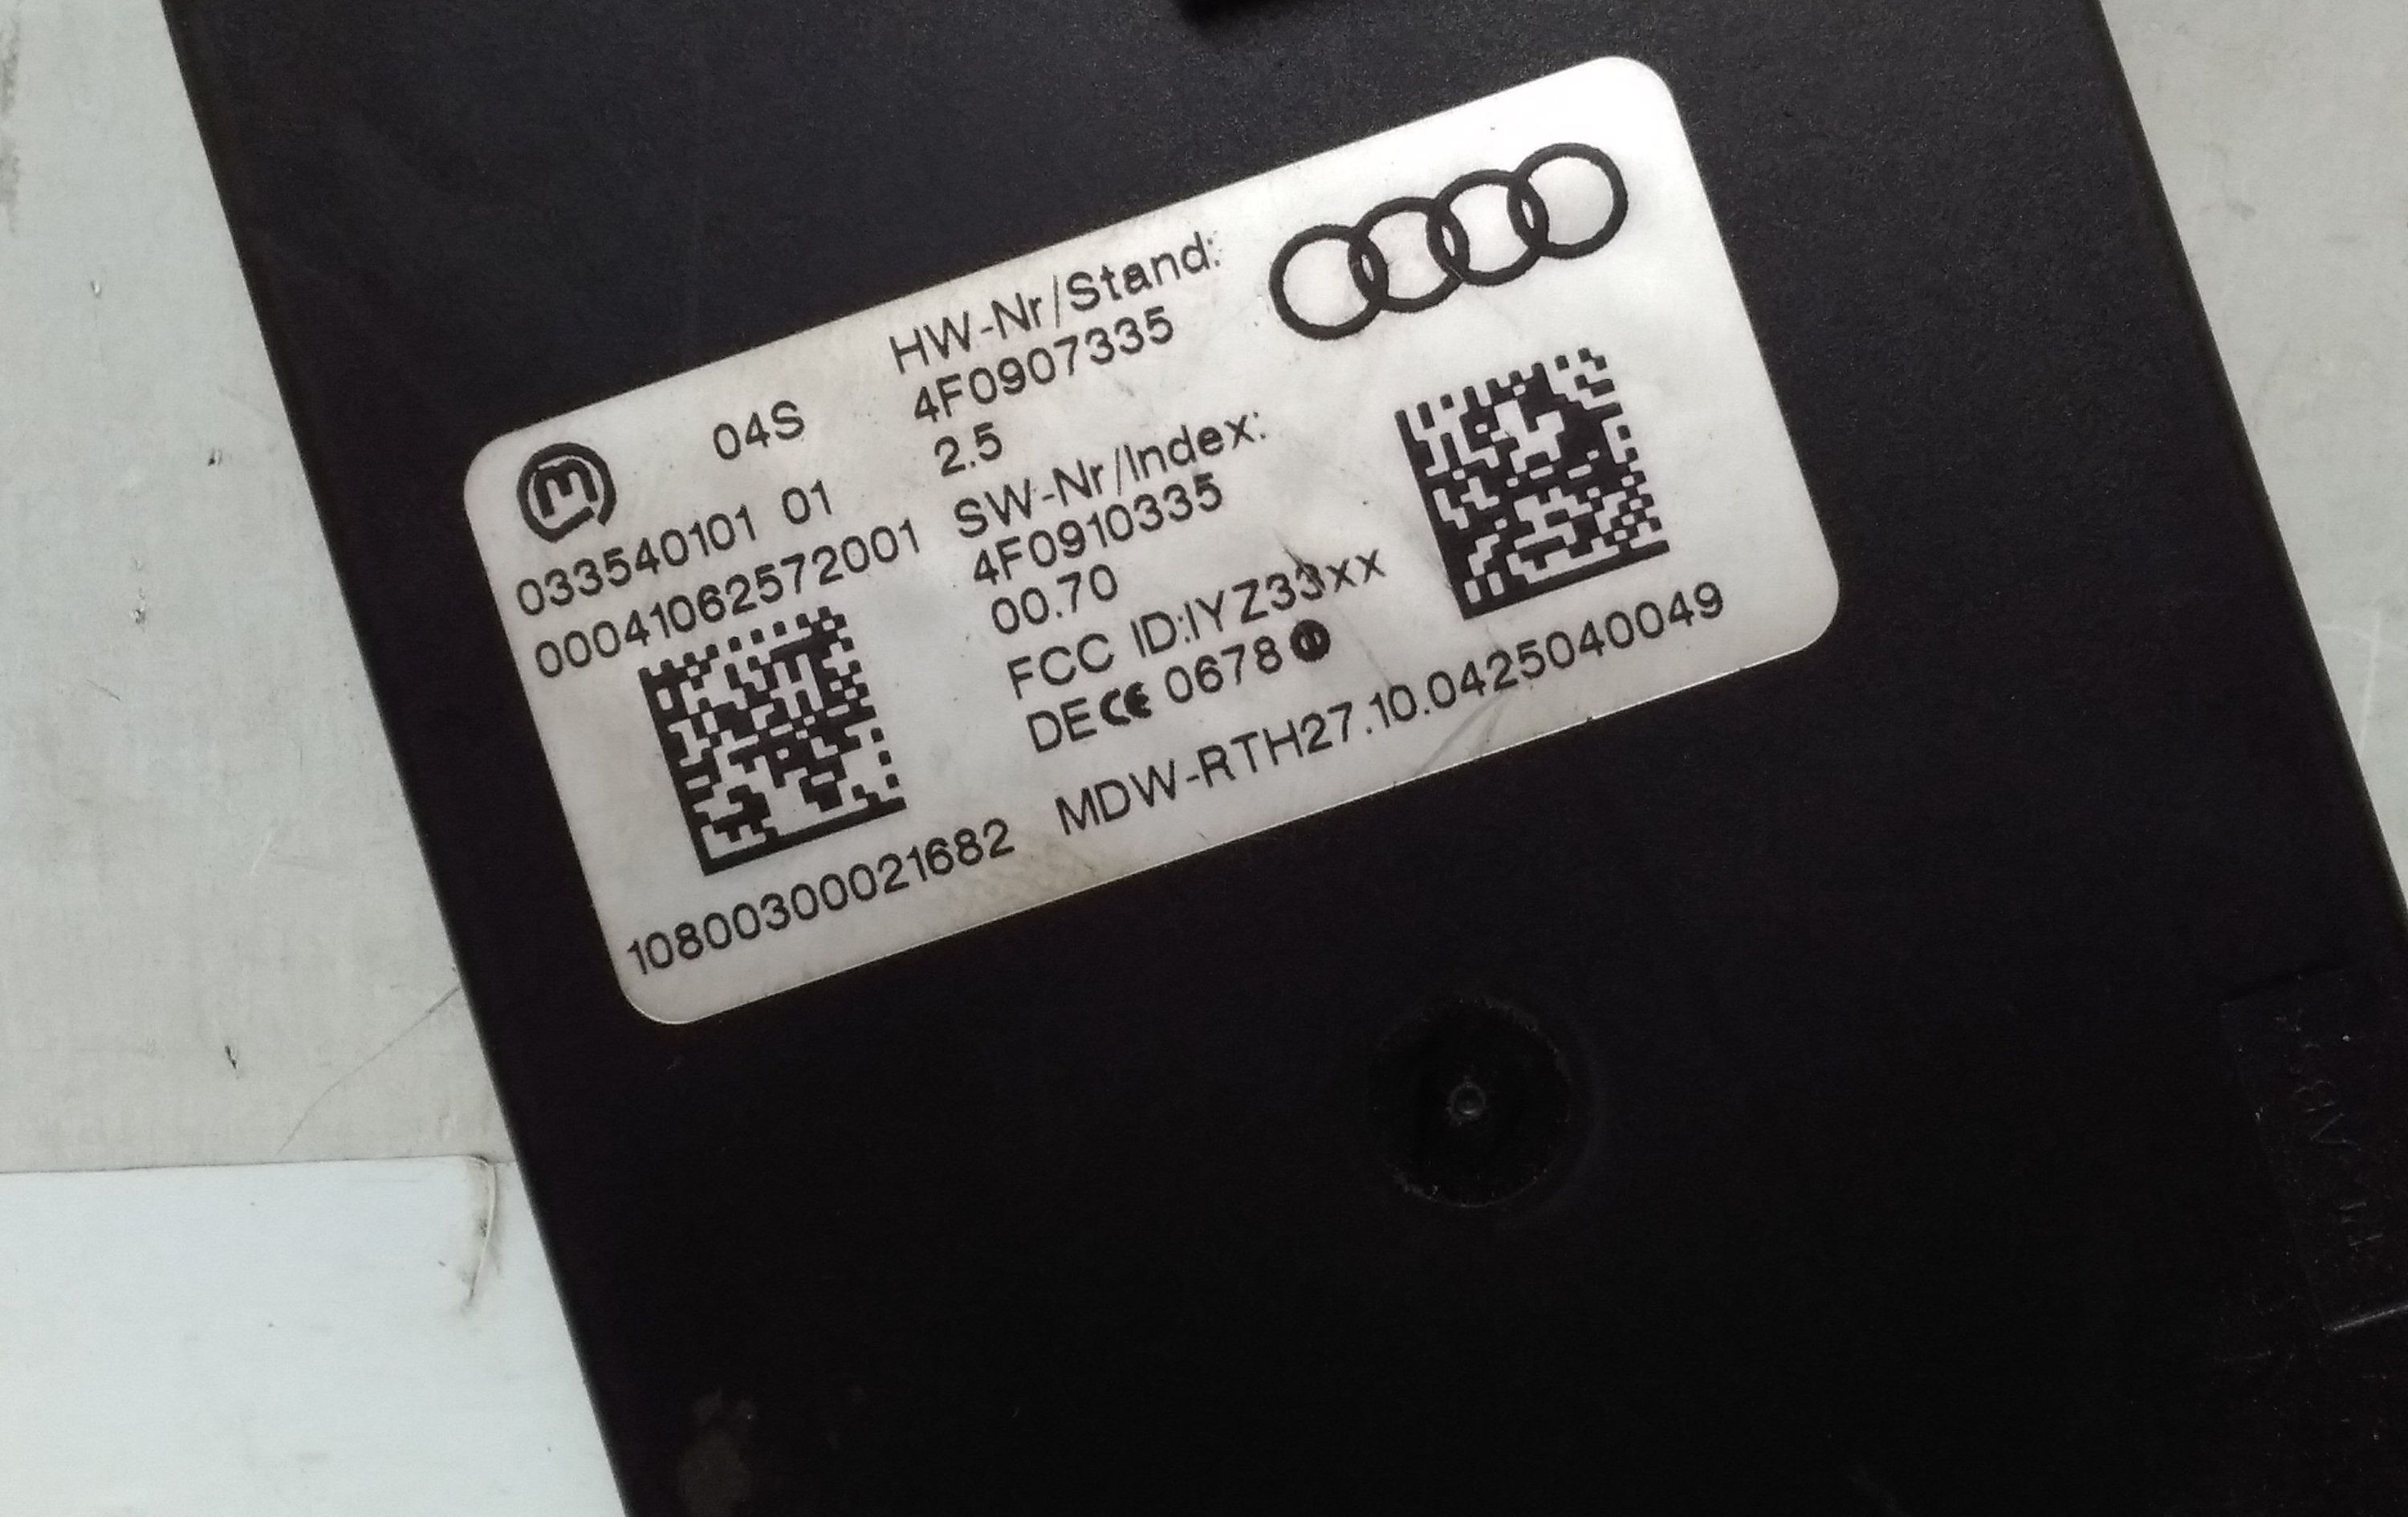 04S
033540101 01
00041062572001
HW-Nr/Stand:
4F0907335
2.5
SW-Nr/Index:
4F0910335
00.70
FCC ID:IYZ33xx
DE CE 0678
10800300021682 MDW-RTH27.10.0425040049